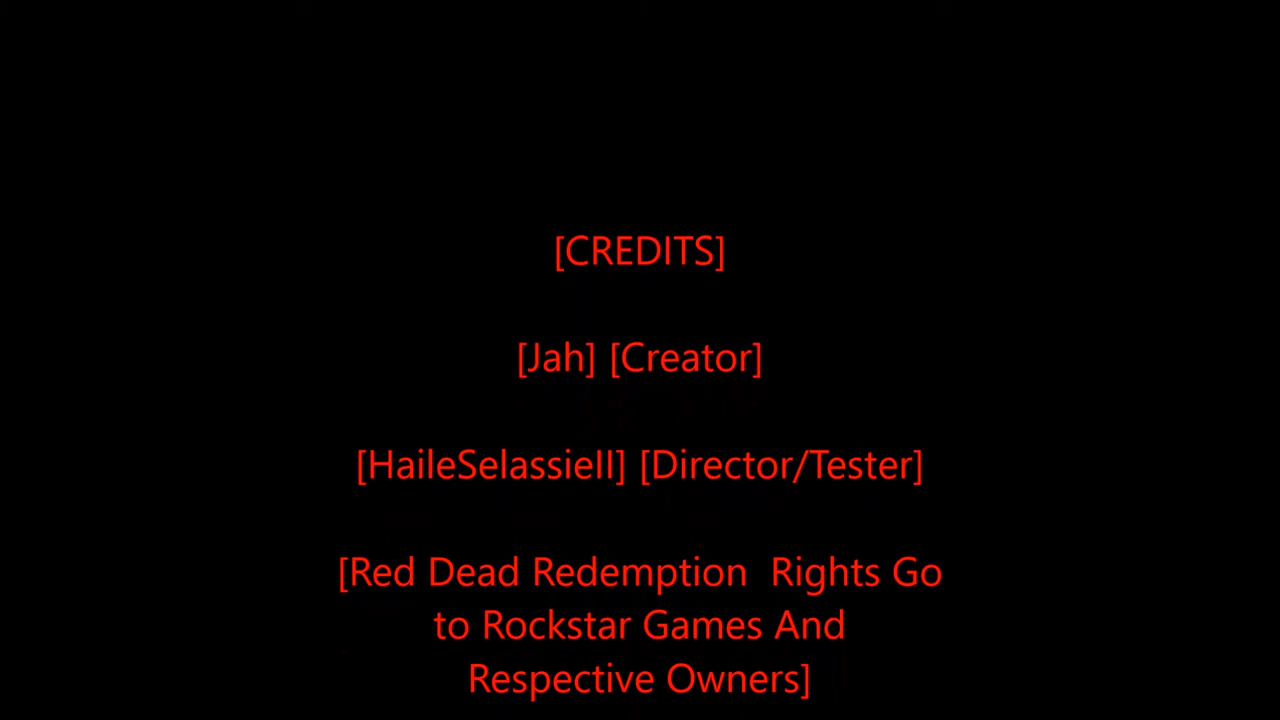 [CREDITS]
[Jah] [Creator]
[HaileSelassieII] [Director/Tester]
[Red Dead Redemption  Rights Go
to Rockstar Games And
Respective Owners]